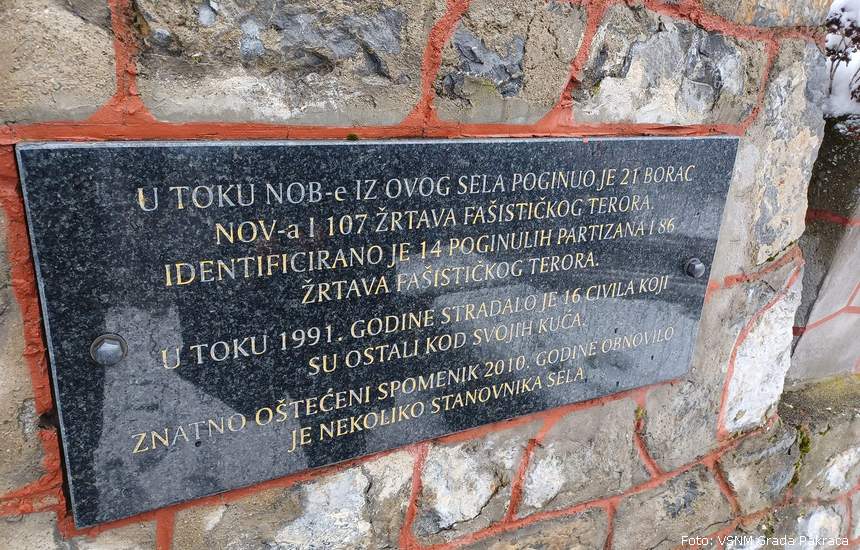 U TOKU NOB-e IZ OVOG SELA POGINUO JE 21 BORAC
NOV-a I 107 ŽRTAVA FAŠISTIČKOG TERORA.
IDENTIFICIRANO JE 14 POGINULIH PARTIZANA I 86
ŽRTAVA FAŠISTIČKOG TERORA.
U TOKU 1991. GODINE STRADALO JE 16 CIVILA KOJI
SU OSTALI KOD SVOJIH KUČA.
ZNATNO OŠTEĆENI SPOMENIK 2010. GODINE OBNOVILO
JE NEKOLIKO STANOVNIKA SELA.
Foto: VSNM Grada Pakraca